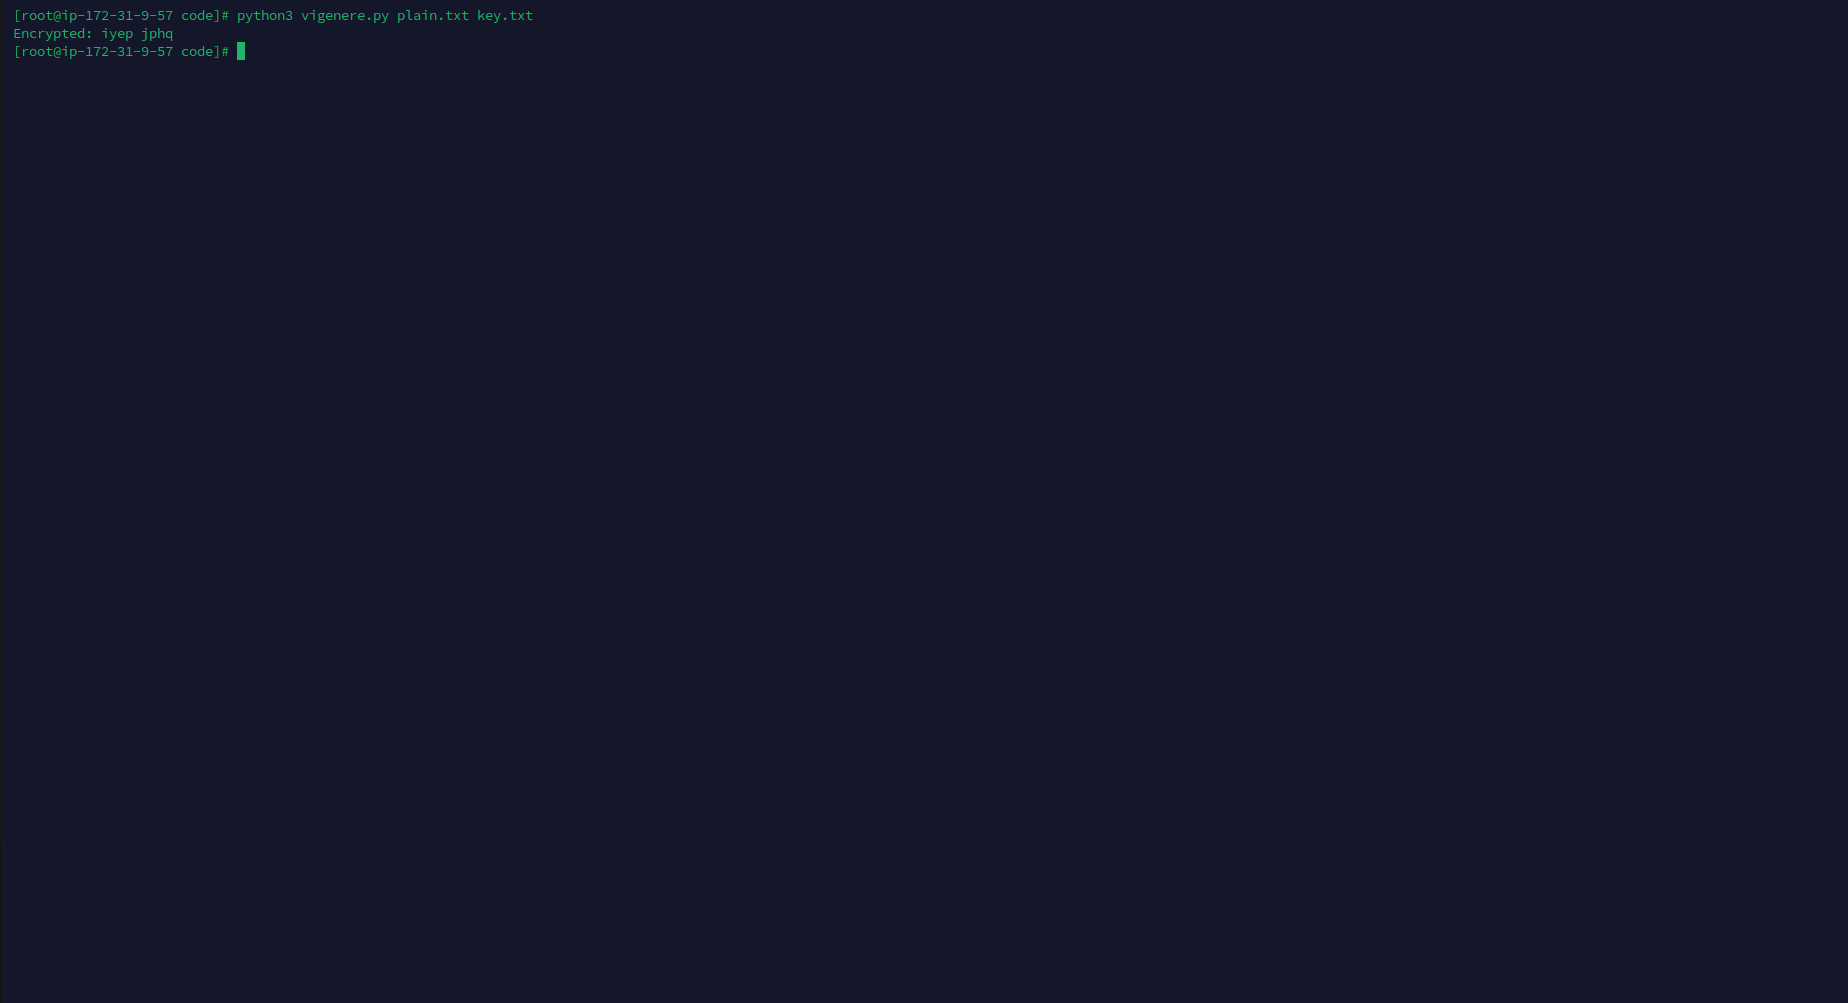 [root@ip-172-31-9-57 code]# python3 vigenere.py plain.txt key.txt
Encrypted: iyep jphq
[root@ip-172-31-9-57 code]#